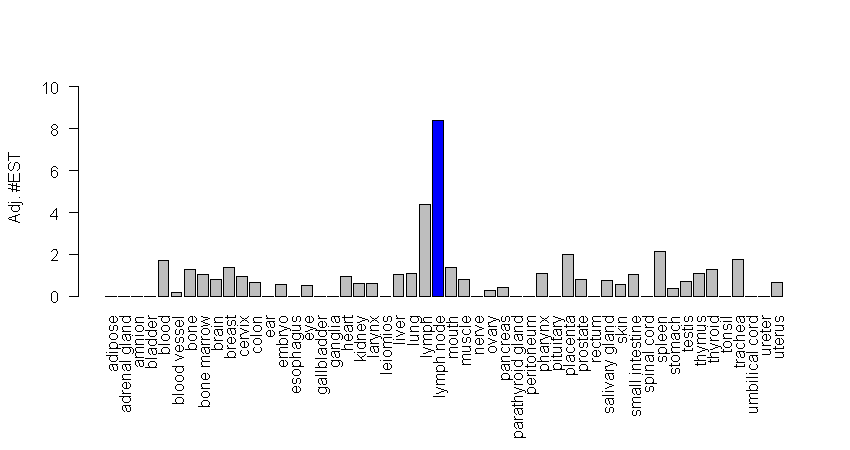 10
8
6
4
2
0
Adj. #EST
adipose
adrenal gland
amnion
bladder
blood
blood vessel
bone
bone marrow
brain
breast
cervix
colon
ear
embryo
esophagus
eye
gallbladder
ganglia
heart
kidney
larynx
leiomios
liver
lung
lymph
lymph node
mouth
muscle
nerve
ovary
pancreas
parathyroid gland
peritoneum
pharynx
pituitary
placenta
prostate
rectum
salivary gland
skin
small intestine
spinal cord
spleen
stomach
testis
thymus
thyroid
tonsil
trachea
umbilical cord
ureter
uterus